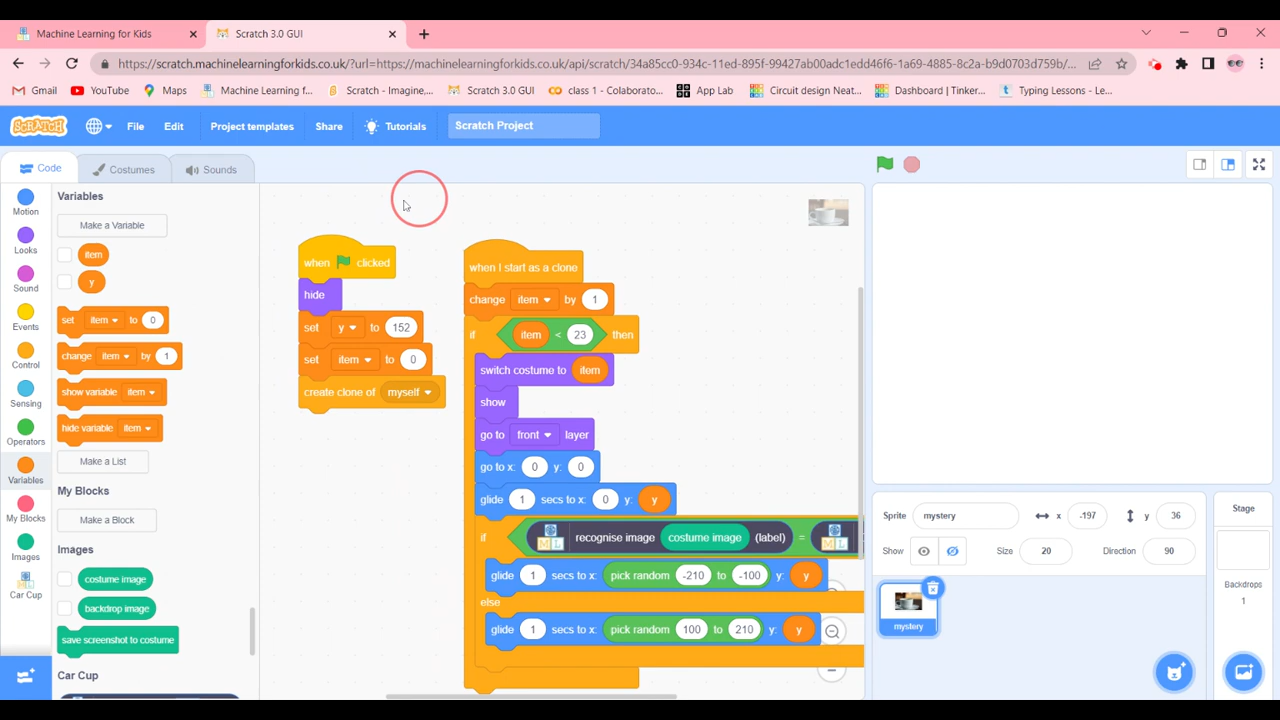 Machine Learning for Kids
Scratch 3.0 GUI
https://scratch.machinelearningforkids.co.uk/?url=https://machinelearningforkids.co.uk/api/scratch/34a85cc0-934c-11ed-895f-99427ab00adc1edd46f6-1a69-4885-8c2a-b9d0703d759b/...
Gmail YouTube Maps Machine Learning f... Scratch - Imagine,... Scratch 3.0 GUI class 1 - Colaborato... App Lab Circuit design Neat... Dashboard | Tinker... Typing Lessons - Le...
SCRATCH File Edit Project templates Share Tutorials Scratch Project
Code Costumes Sounds
Motion
Looks
Sound
Events
Control
Sensing
Operators
Variables
My Blocks
Images
Car Cup
Variables
Make a Variable
item
y
set item to 0
change item by 1
show variable item
hide variable item
Make a List
My Blocks
Make a Block
Images
costume image
backdrop image
save screenshot to costume
Car Cup
when clicked
hide
set y to 152
set item to 0
create clone of myself
when I start as a clone
change item by 1
if item < 23 then
switch costume to item
show
go to front layer
go to x: 0 y: 0
glide 1 secs to x: 0 y: y
if ML recognise image costume image (label) = ML
glide 1 secs to x: pick random -210 to -100 y: y
else
glide 1 secs to x: pick random 100 to 210 y: y
Sprite mystery x -197 y 36
Show Size 20 Direction 90
mystery
Stage
Backdrops
1